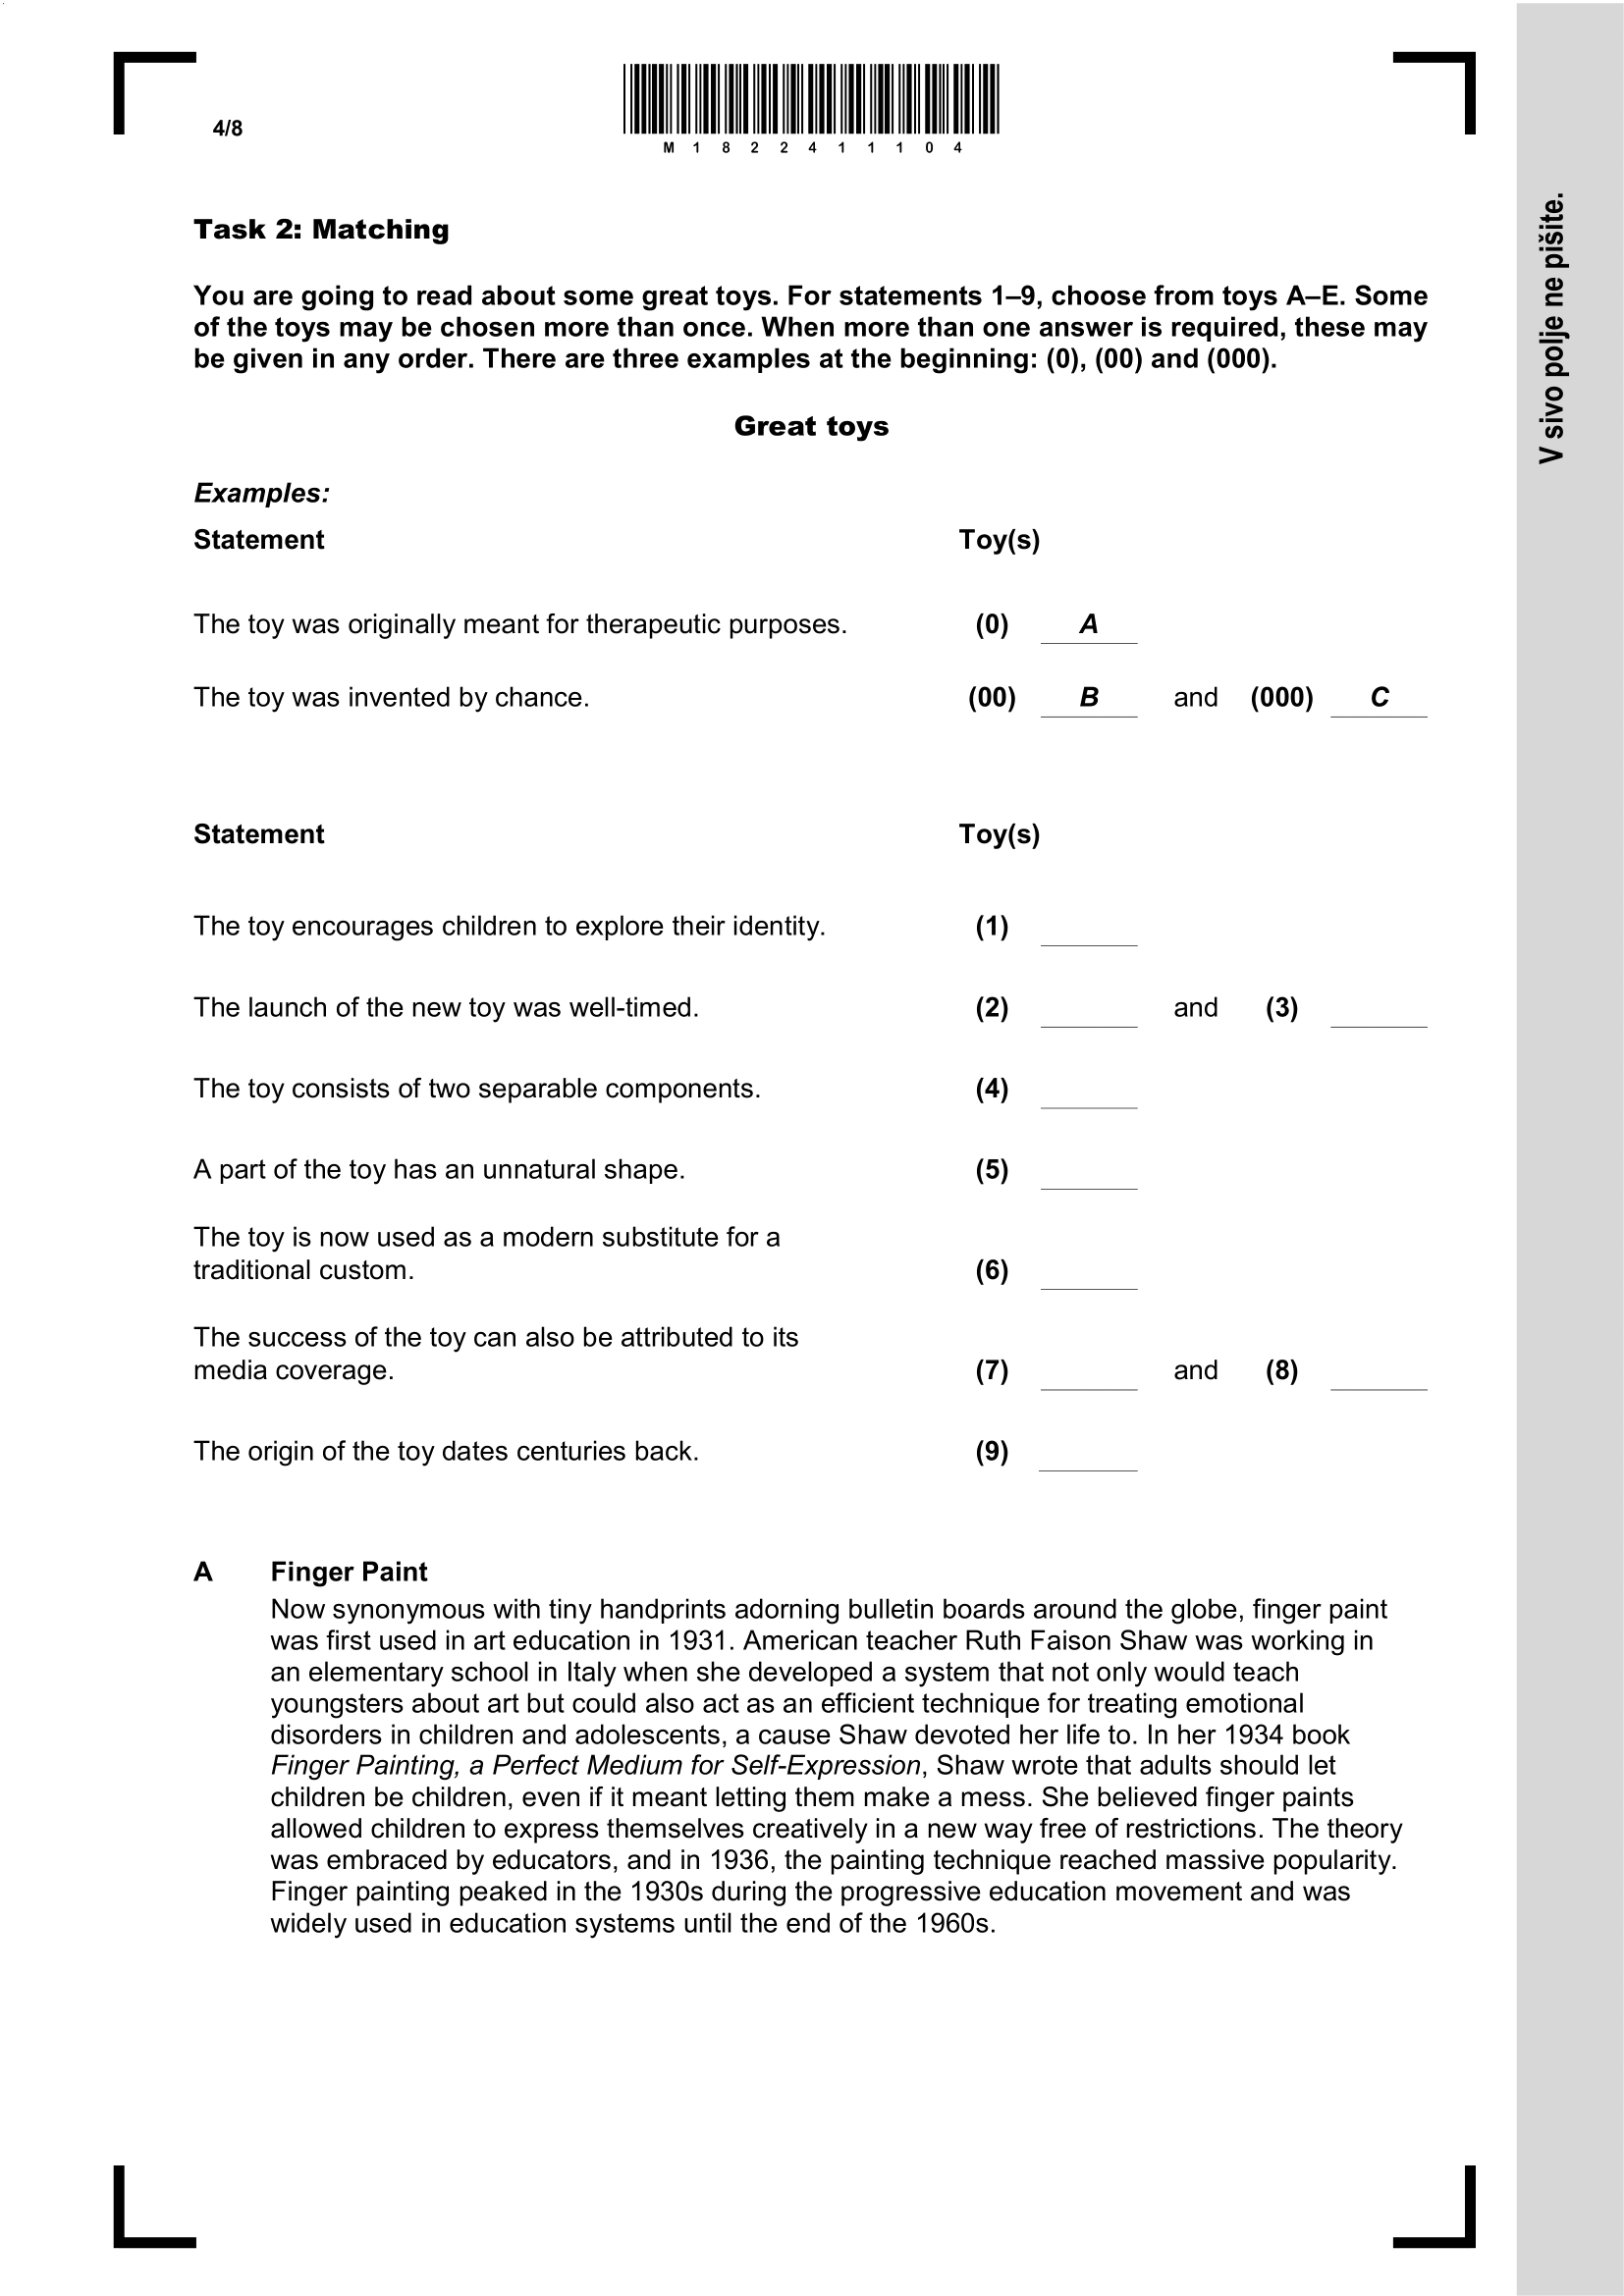 4/8
M 1 8 2 2 4 1 1 1 0 4
V sivo polje ne pišite.
Task 2: Matching
You are going to read about some great toys. For statements 1–9, choose from toys A–E. Some
of the toys may be chosen more than once. When more than one answer is required, these may
be given in any order. There are three examples at the beginning: (0), (00) and (000).
Great toys
Examples:
Statement Toy(s)
The toy was originally meant for therapeutic purposes. (0) A
The toy was invented by chance. (00) B and (000) C
Statement Toy(s)
The toy encourages children to explore their identity. (1)
The launch of the new toy was well-timed. (2) and (3)
The toy consists of two separable components. (4)
A part of the toy has an unnatural shape. (5)
The toy is now used as a modern substitute for a
traditional custom. (6)
The success of the toy can also be attributed to its
media coverage. (7) and (8)
The origin of the toy dates centuries back. (9)
A Finger Paint
Now synonymous with tiny handprints adorning bulletin boards around the globe, finger paint
was first used in art education in 1931. American teacher Ruth Faison Shaw was working in
an elementary school in Italy when she developed a system that not only would teach
youngsters about art but could also act as an efficient technique for treating emotional
disorders in children and adolescents, a cause Shaw devoted her life to. In her 1934 book
Finger Painting, a Perfect Medium for Self-Expression, Shaw wrote that adults should let
children be children, even if it meant letting them make a mess. She believed finger paints
allowed children to express themselves creatively in a new way free of restrictions. The theory
was embraced by educators, and in 1936, the painting technique reached massive popularity.
Finger painting peaked in the 1930s during the progressive education movement and was
widely used in education systems until the end of the 1960s.